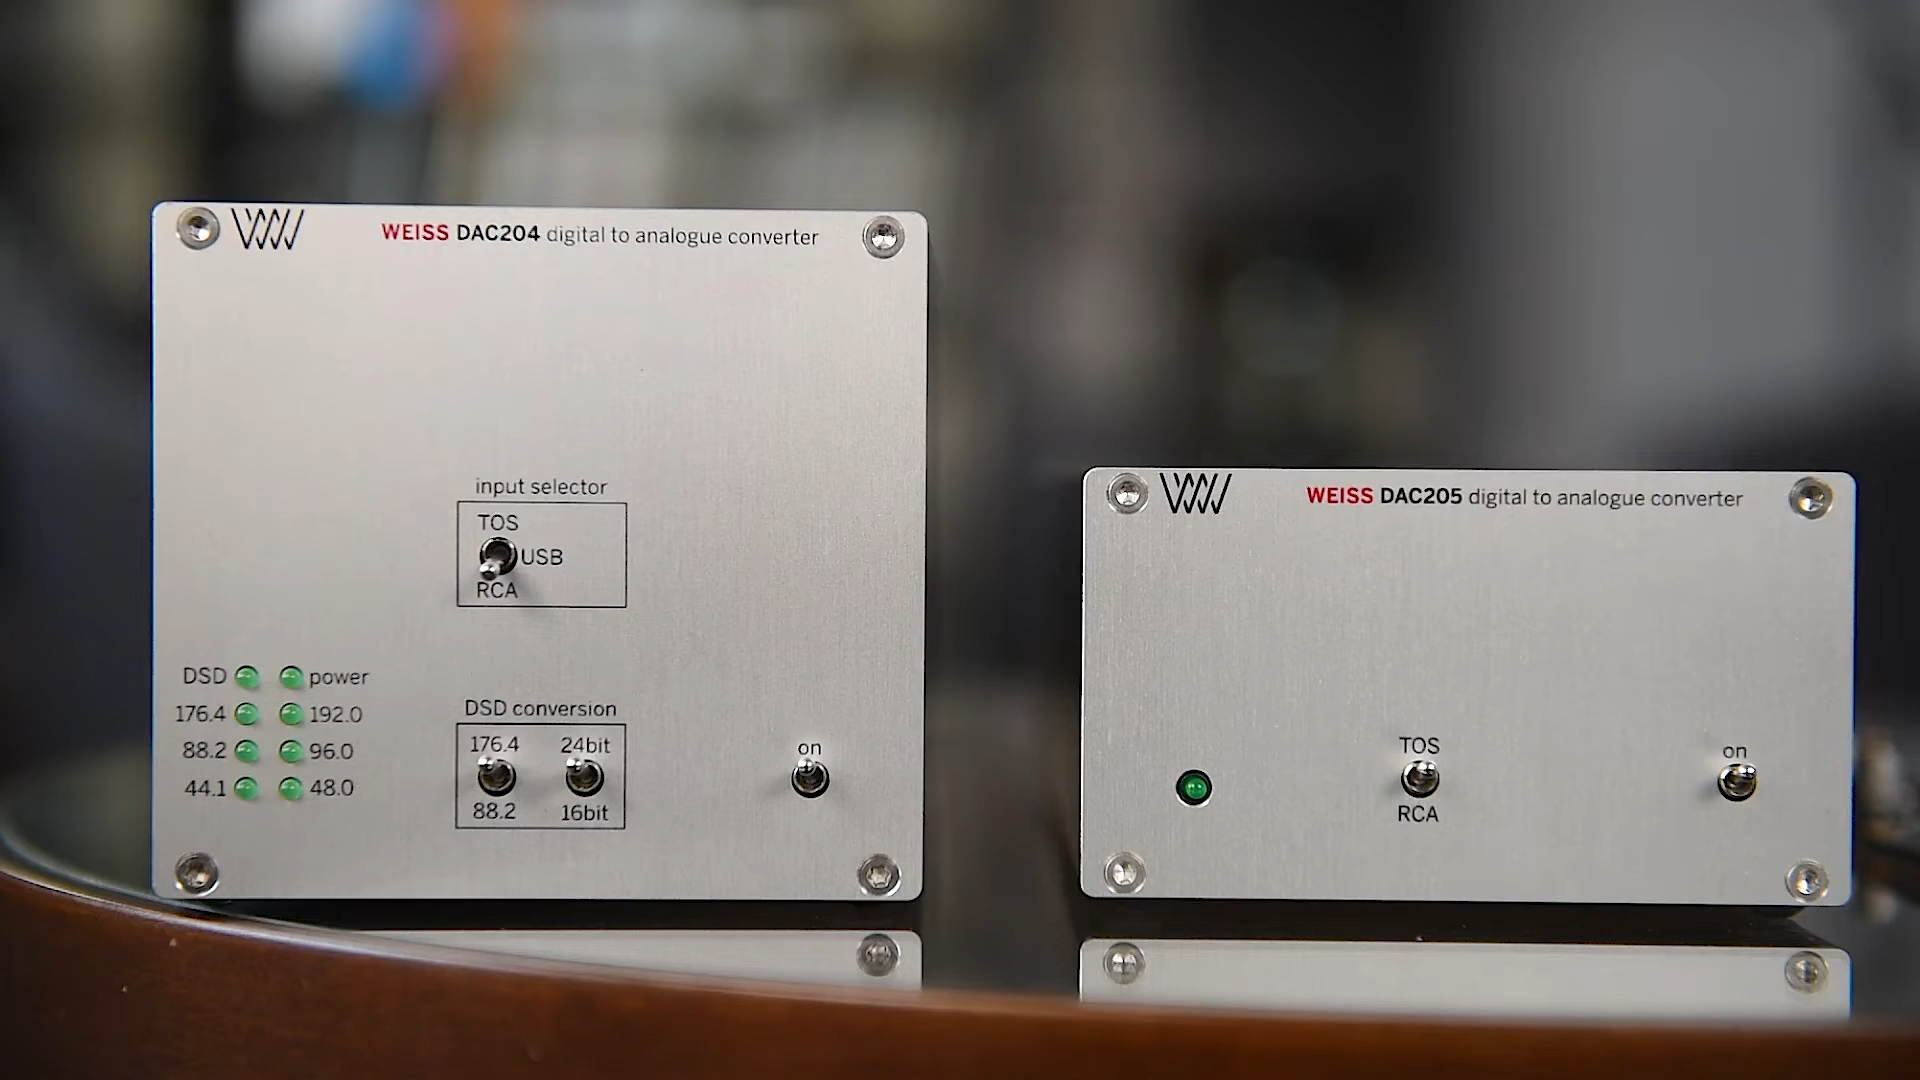 WEISS DAC204 digital to analogue converter
input selector
TOS
USB
RCA
DSD power
176.4 192.0
88.2 96.0
44.1 48.0
DSD conversion
176.4 24bit
88.2 16bit
on
WEISS DAC205 digital to analogue converter
TOS
RCA
on